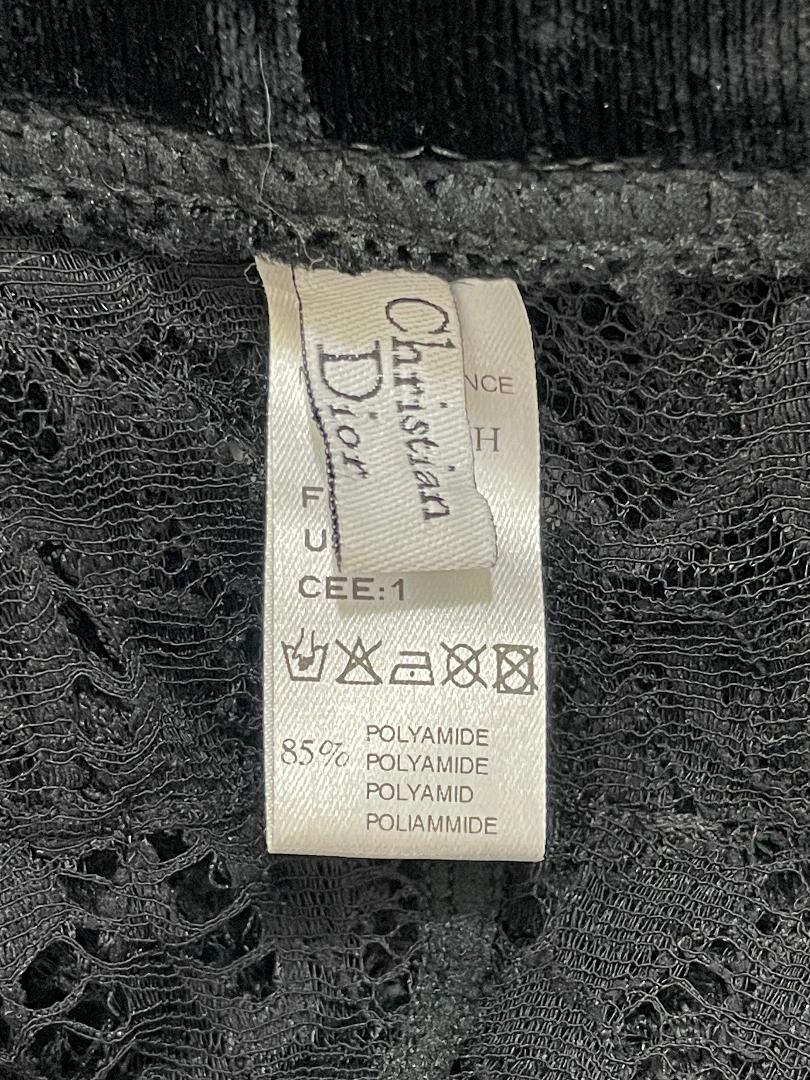 Christian
Dior
NCE
H
F
U
CEE:1
85% POLYAMIDE
POLYAMIDE
POLYAMID
POLIAMMIDE